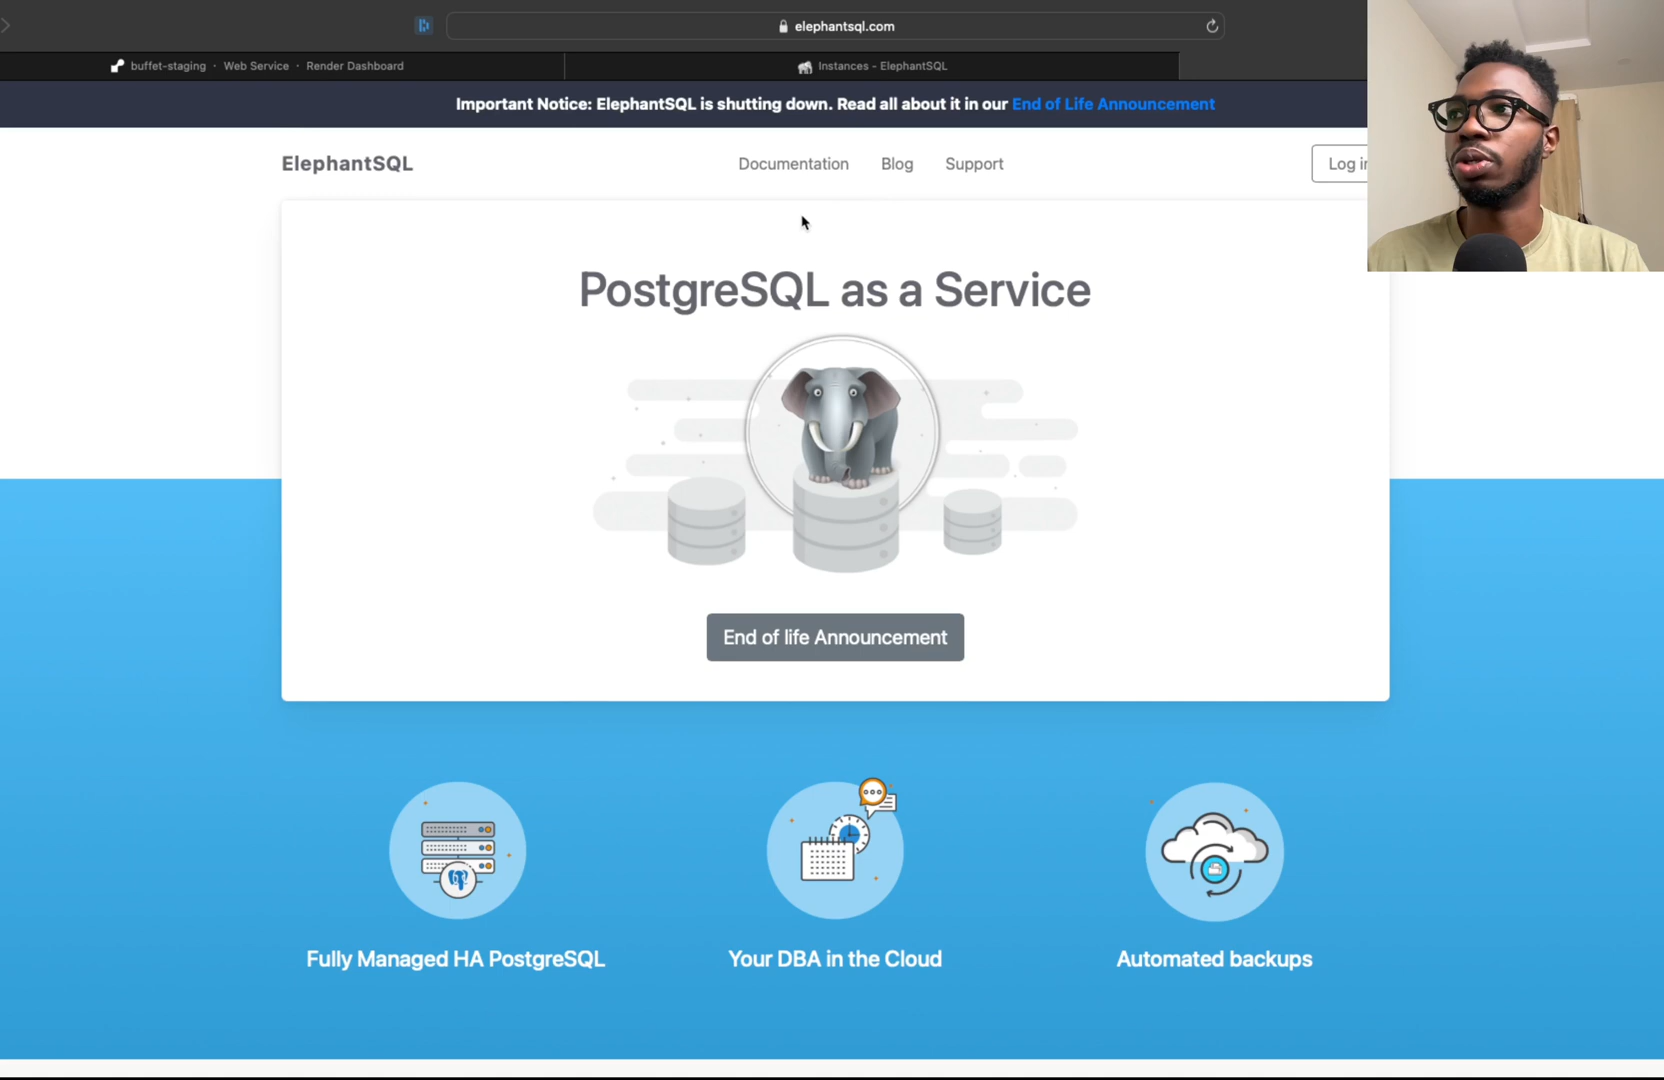 elephantsql.com
buffet-staging · Web Service · Render Dashboard
Instances - ElephantSQL
Important Notice: ElephantSQL is shutting down. Read all about it in our End of Life Announcement
ElephantSQL
Documentation
Blog
Support
Log in
PostgreSQL as a Service
End of life Announcement
Fully Managed HA PostgreSQL
Your DBA in the Cloud
Automated backups